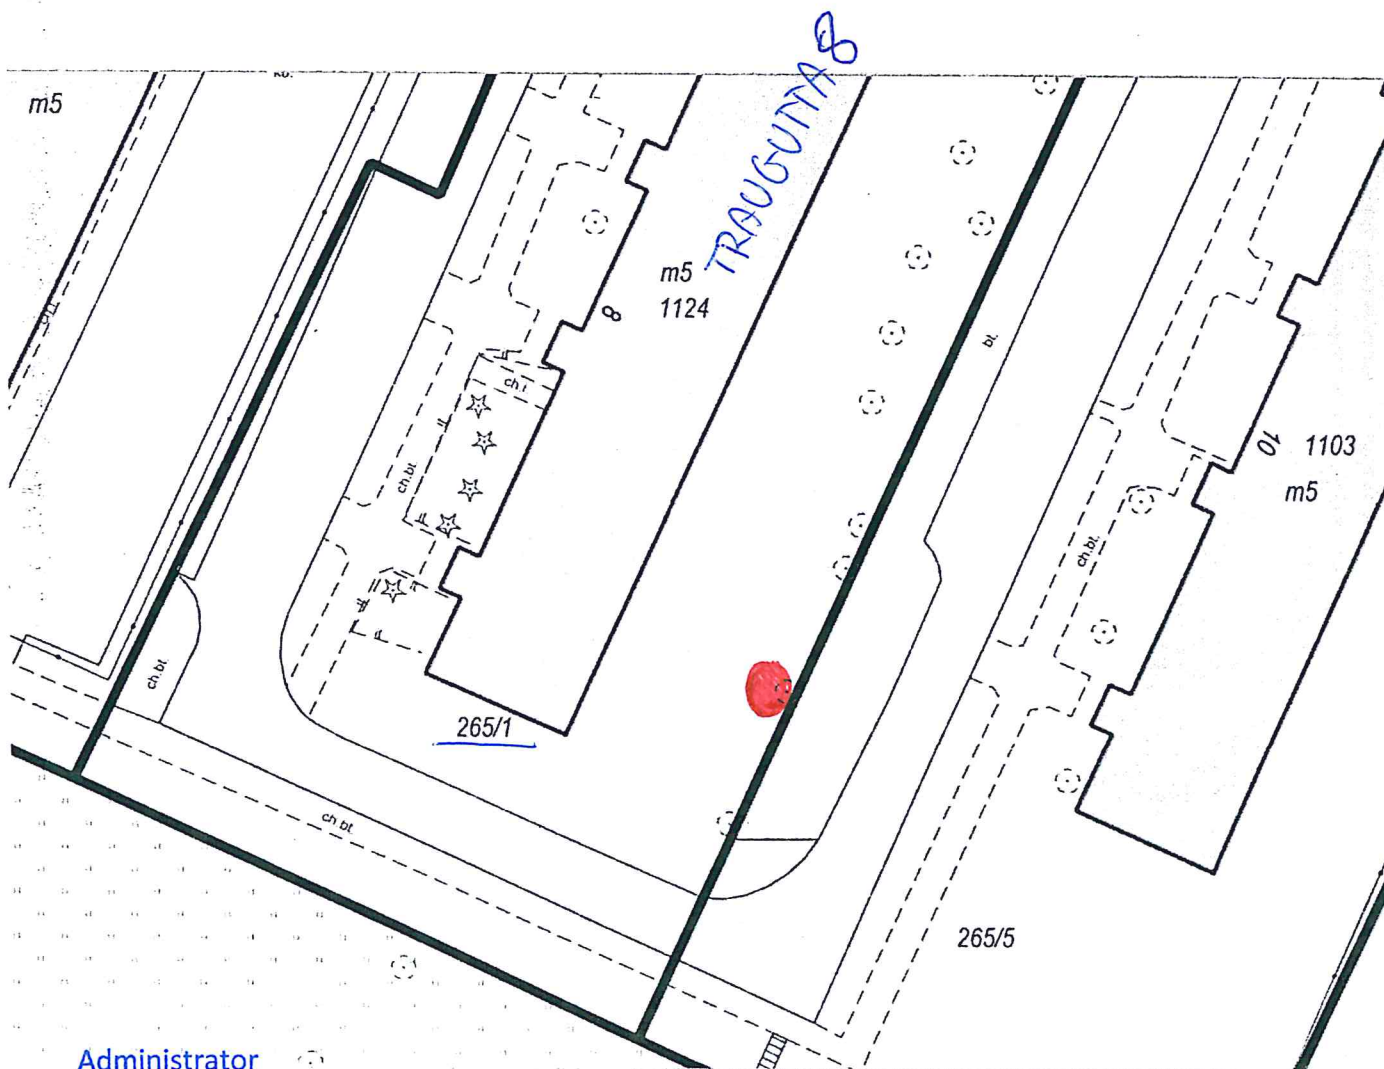 TRAUGUTTA 8
m5
m5
1124
8
bt.
ch.t.
10
1103
m5
ch.bt.
ch.bt.
ch.bt.
265/1
ch.bt.
265/5
Administrator